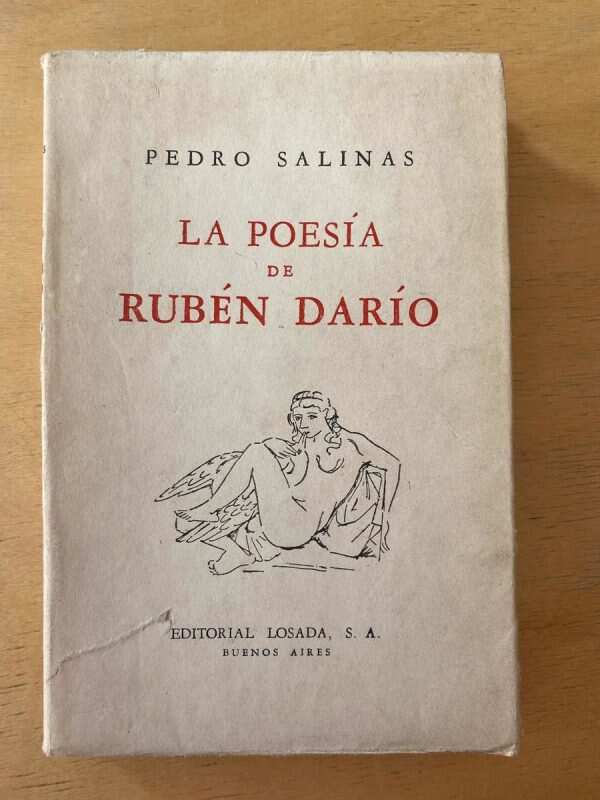 PEDRO SALINAS
LA POESÍA
DE
RUBÉN DARÍO
EDITORIAL LOSADA, S. A.
BUENOS AIRES